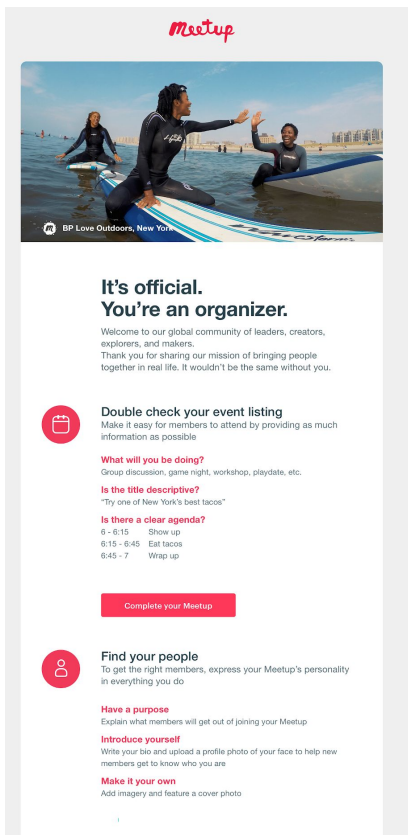 Meetup
BP Love Outdoors, New York
It's official.
You're an organizer.
Welcome to our global community of leaders, creators,
explorers, and makers.
Thank you for sharing our mission of bringing people
together in real life. It wouldn't be the same without you.
Double check your event listing
Make it easy for members to attend by providing as much
information as possible
What will you be doing?
Group discussion, game night, workshop, playdate, etc.
Is the title descriptive?
"Try one of New York's best tacos"
Is there a clear agenda?
6 - 6:15 Show up
6:15 - 6:45 Eat tacos
6:45 - 7 Wrap up
Complete your Meetup
Find your people
To get the right members, express your Meetup's personality
in everything you do
Have a purpose
Explain what members will get out of joining your Meetup
Introduce yourself
Write your bio and upload a profile photo of your face to help new
members get to know who you are
Make it your own
Add imagery and feature a cover photo